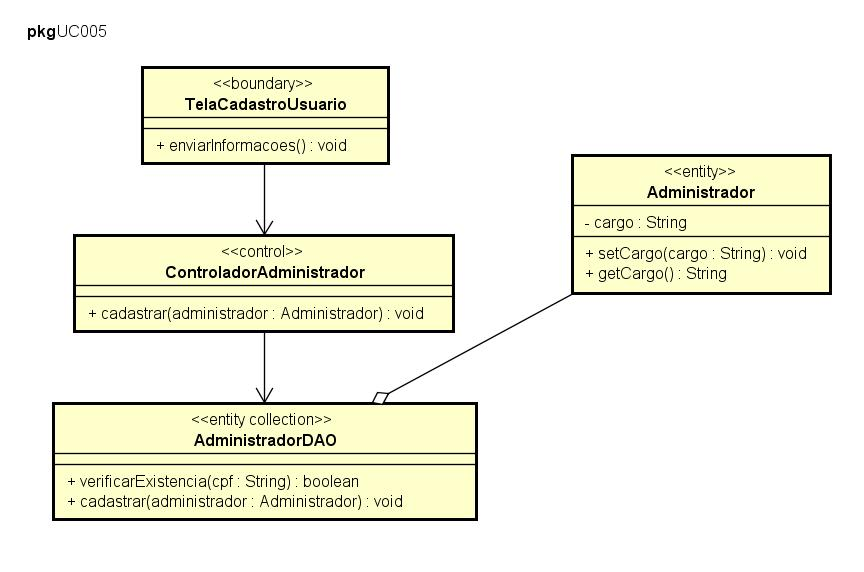 pkgUC005
<<boundary>>
TelaCadastroUsuario
+ enviarInformacoes() : void
<<entity>>
Administrador
- cargo : String
+ setCargo(cargo : String) : void
+ getCargo() : String
<<control>>
ControladorAdministrador
+ cadastrar(administrador : Administrador) : void
<<entity collection>>
AdministradorDAO
+ verificarExistencia(cpf : String) : boolean
+ cadastrar(administrador : Administrador) : void